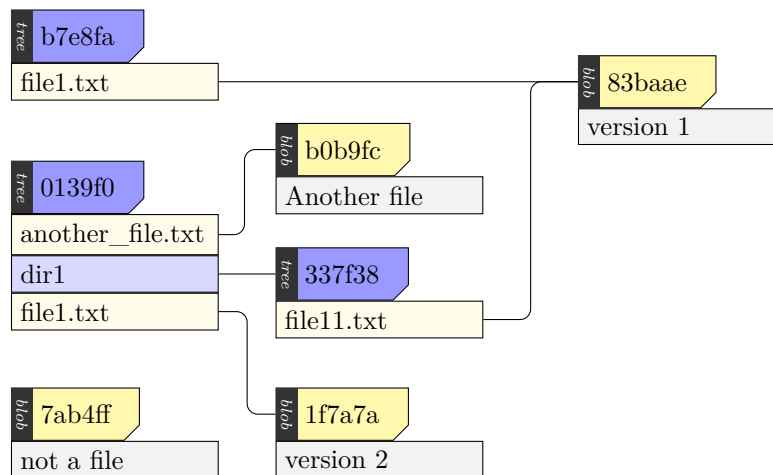 tree b7e8fa
file1.txt
blob 83baae
version 1
blob b0b9fc
Another file
tree 0139f0
another_file.txt
dir1
file1.txt
tree 337f38
file11.txt
blob 7ab4ff
not a file
blob 1f7a7a
version 2